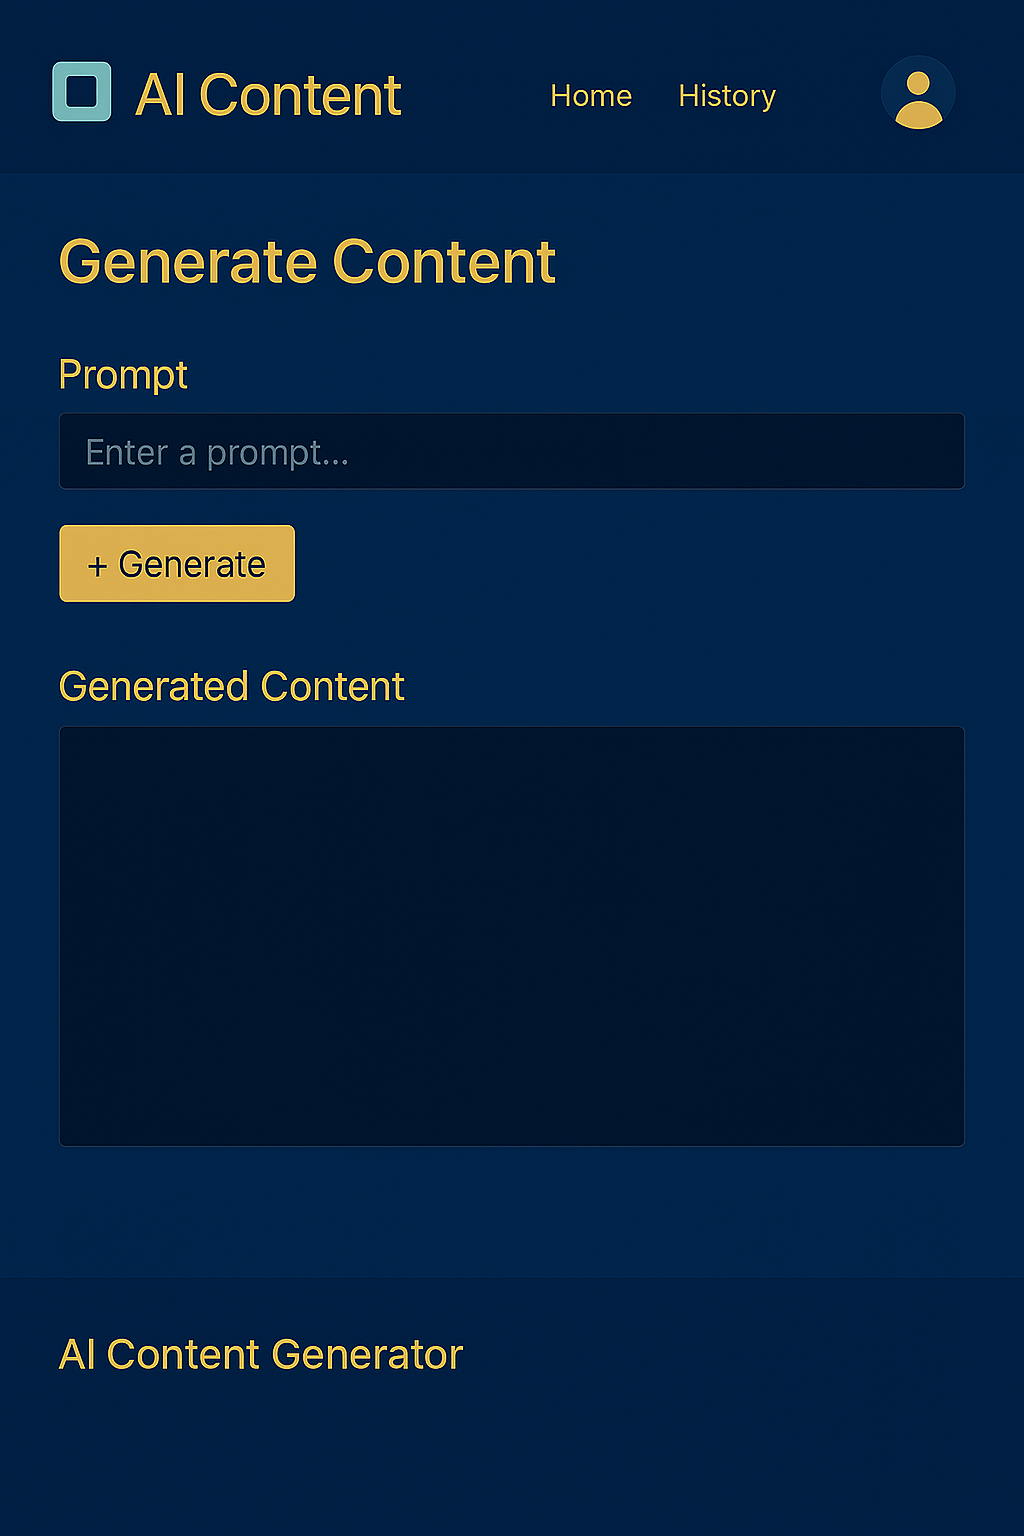 AI Content
Home
History
Generate Content
Prompt
Enter a prompt...
+ Generate
Generated Content
AI Content Generator